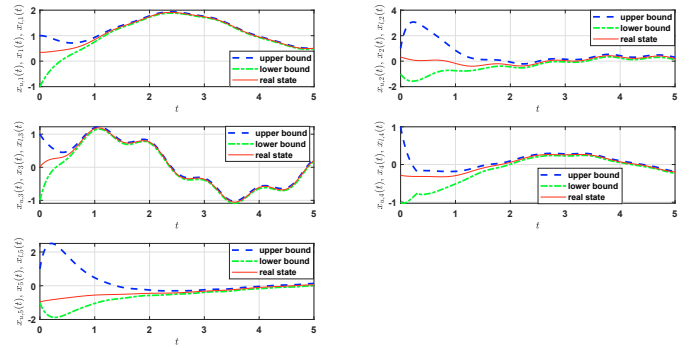 x_{u,1}(t), x_1(t), x_{l,1}(t)
2
1
0
-1
upper bound
lower bound
real state
0 1 2 3 4 5
t
x_{u,2}(t), x_2(t), x_{l,2}(t)
4
2
0
-2
upper bound
lower bound
real state
0 1 2 3 4 5
t
x_{u,3}(t), x_3(t), x_{l,3}(t)
1
0
-1
upper bound
lower bound
real state
0 1 2 3 4 5
t
x_{u,4}(t), x_4(t), x_{l,4}(t)
1
0
-1
upper bound
lower bound
real state
0 1 2 3 4 5
t
x_{u,5}(t), x_5(t), x_{l,5}(t)
2
0
-2
upper bound
lower bound
real state
0 1 2 3 4 5
t